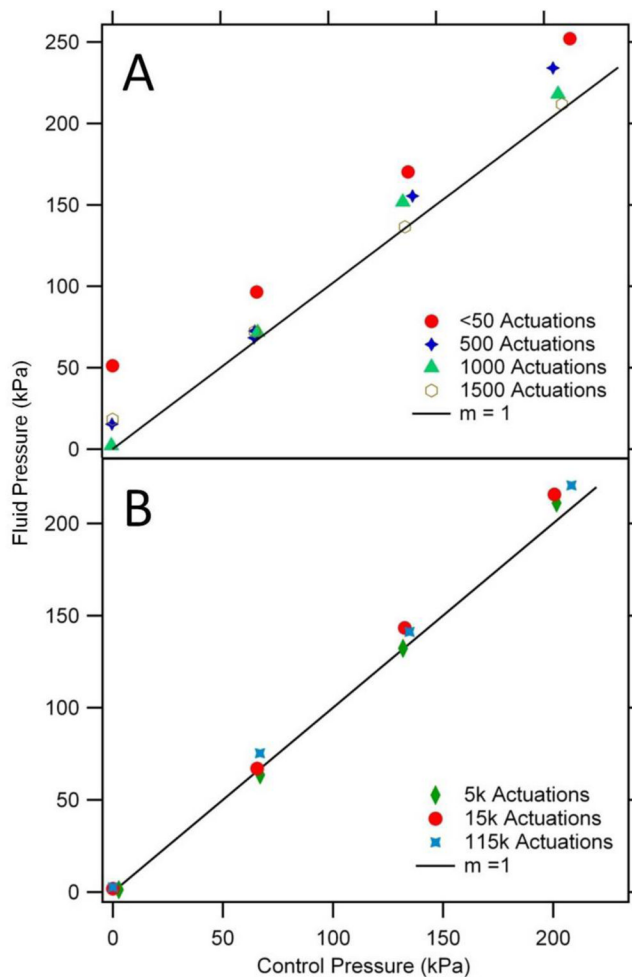 A
250
200
150
100
50
0
<50 Actuations
500 Actuations
1000 Actuations
1500 Actuations
m = 1
Fluid Pressure (kPa)
B
200
150
100
50
0
5k Actuations
15k Actuations
115k Actuations
m =1
0 50 100 150 200
Control Pressure (kPa)